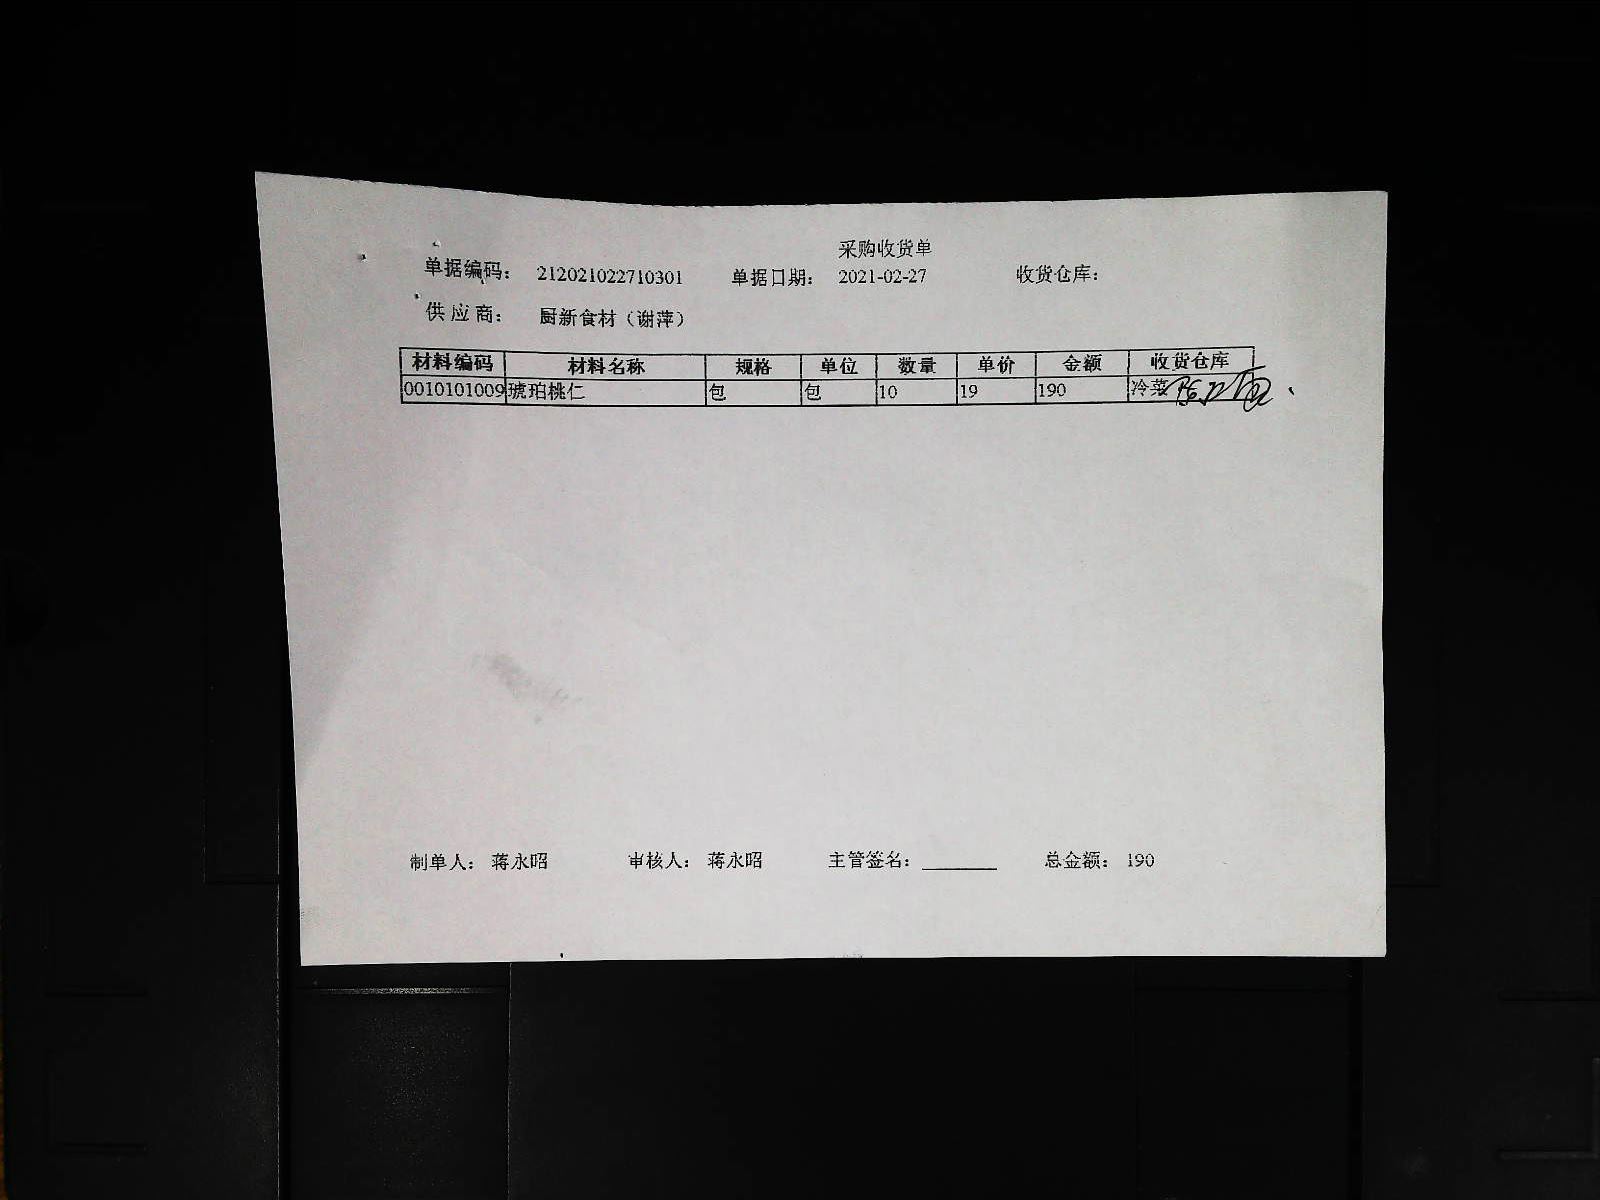 采购收货单
单据编码： 212021022710301 单据日期： 2021-02-27 收货仓库：
供 应 商： 厨新食材（谢萍）
材料编码 材料名称 规格 单位 数量 单价 金额 收货仓库
0010101009 琥珀桃仁 包 包 10 19 190 冷菜
制单人： 蒋永昭 审核人： 蒋永昭 主管签名： 总金额： 190